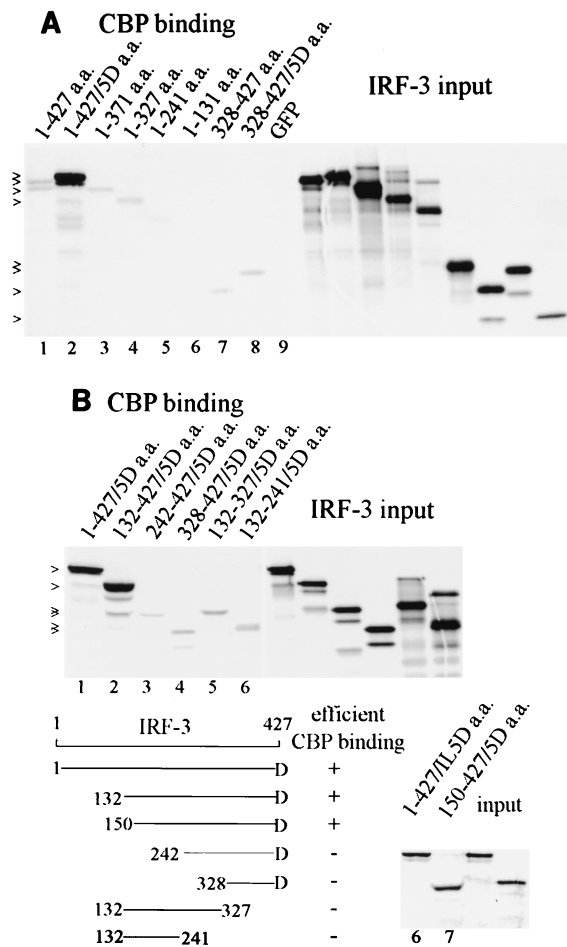 A CBP binding
1-427 a.a.
1-427/5D a.a.
1-371 a.a.
1-327 a.a.
1-241 a.a.
1-131 a.a.
328-427 a.a.
328-427/5D a.a.
GFP
IRF-3 input
1 2 3 4 5 6 7 8 9
B CBP binding
1-427/5D a.a.
132-427/5D a.a.
242-427/5D a.a.
328-427/5D a.a.
132-327/5D a.a.
132-241/5D a.a.
IRF-3 input
1 2 3 4 5 6
1 IRF-3 427
efficient
CBP binding
1 D +
132 D +
150 D +
242 D -
328 D -
132 327 -
132 241 -
1-427/IL5D a.a.
150-427/5D a.a.
input
6 7